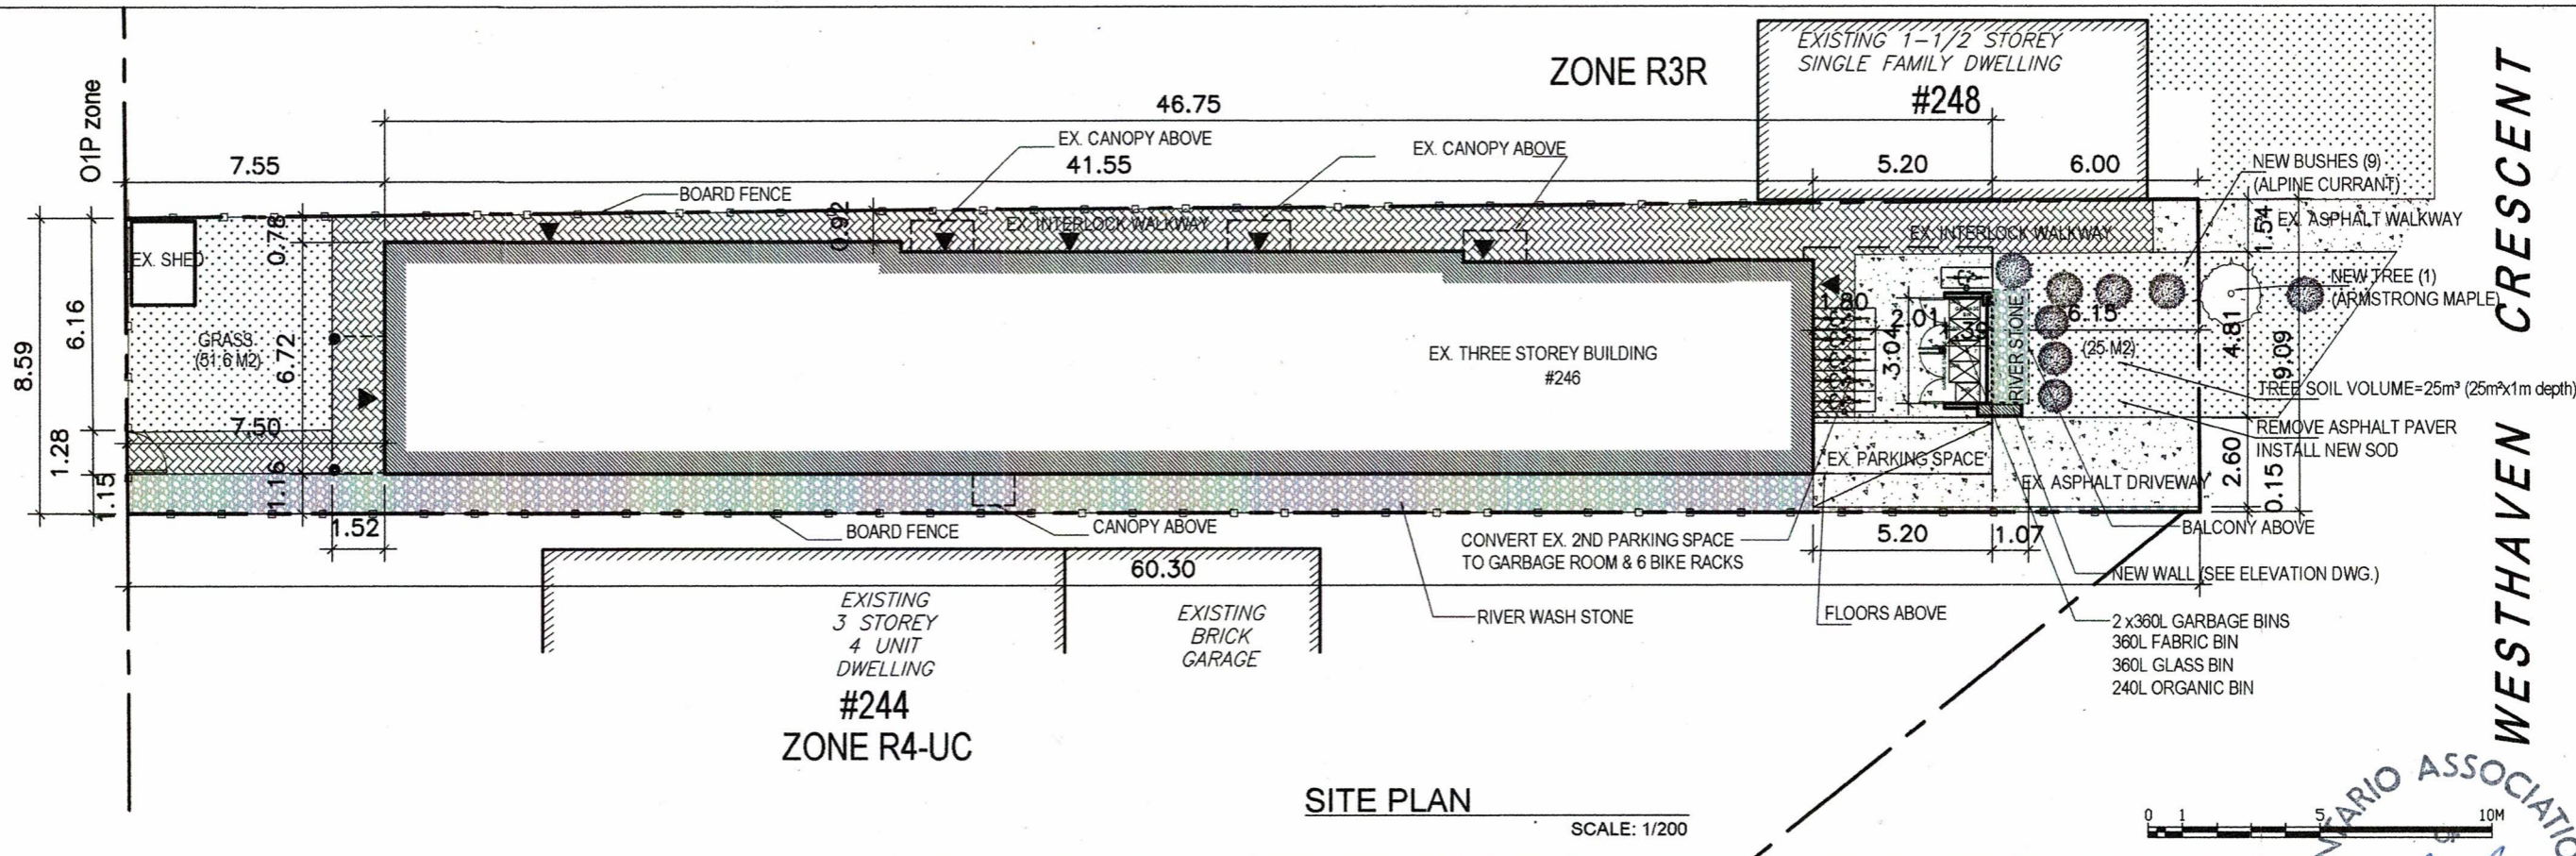 O1P zone
ZONE R3R
EXISTING 1-1/2 STOREY
SINGLE FAMILY DWELLING
#248
WESTHAVEN CRESCENT
46.75
7.55
41.55
5.20
6.00
EX. CANOPY ABOVE
EX. CANOPY ABOVE
BOARD FENCE
NEW BUSHES (9)
(ALPINE CURRANT)
EX. INTERLOCK WALKWAY
EX. INTERLOCK WALKWAY
EX. ASPHALT WALKWAY
0.78
0.92
1.54
EX. SHED
NEW TREE (1)
(ARMSTRONG MAPLE)
8.59
6.16
6.72
GRASS
(51.6 M2)
EX. THREE STOREY BUILDING
#246
1.80
2.01
3.04
RIVER STONE
6.15
(25 M2)
4.81
9.09
TREE SOIL VOLUME=25m³ (25m²x1m depth)
REMOVE ASPHALT PAVER
INSTALL NEW SOD
7.50
1.28
1.15
1.16
EX. PARKING SPACE
EX. ASPHALT DRIVEWAY
2.60
0.15
1.52
BOARD FENCE
CANOPY ABOVE
CONVERT EX. 2ND PARKING SPACE
TO GARBAGE ROOM & 6 BIKE RACKS
5.20
1.07
BALCONY ABOVE
NEW WALL (SEE ELEVATION DWG.)
60.30
RIVER WASH STONE
FLOORS ABOVE
2 x360L GARBAGE BINS
360L FABRIC BIN
360L GLASS BIN
240L ORGANIC BIN
EXISTING
3 STOREY
4 UNIT
DWELLING
#244
ZONE R4-UC
EXISTING
BRICK
GARAGE
SITE PLAN
SCALE: 1/200
0 1 5 10M
TARIO ASSOCIATIO
OF